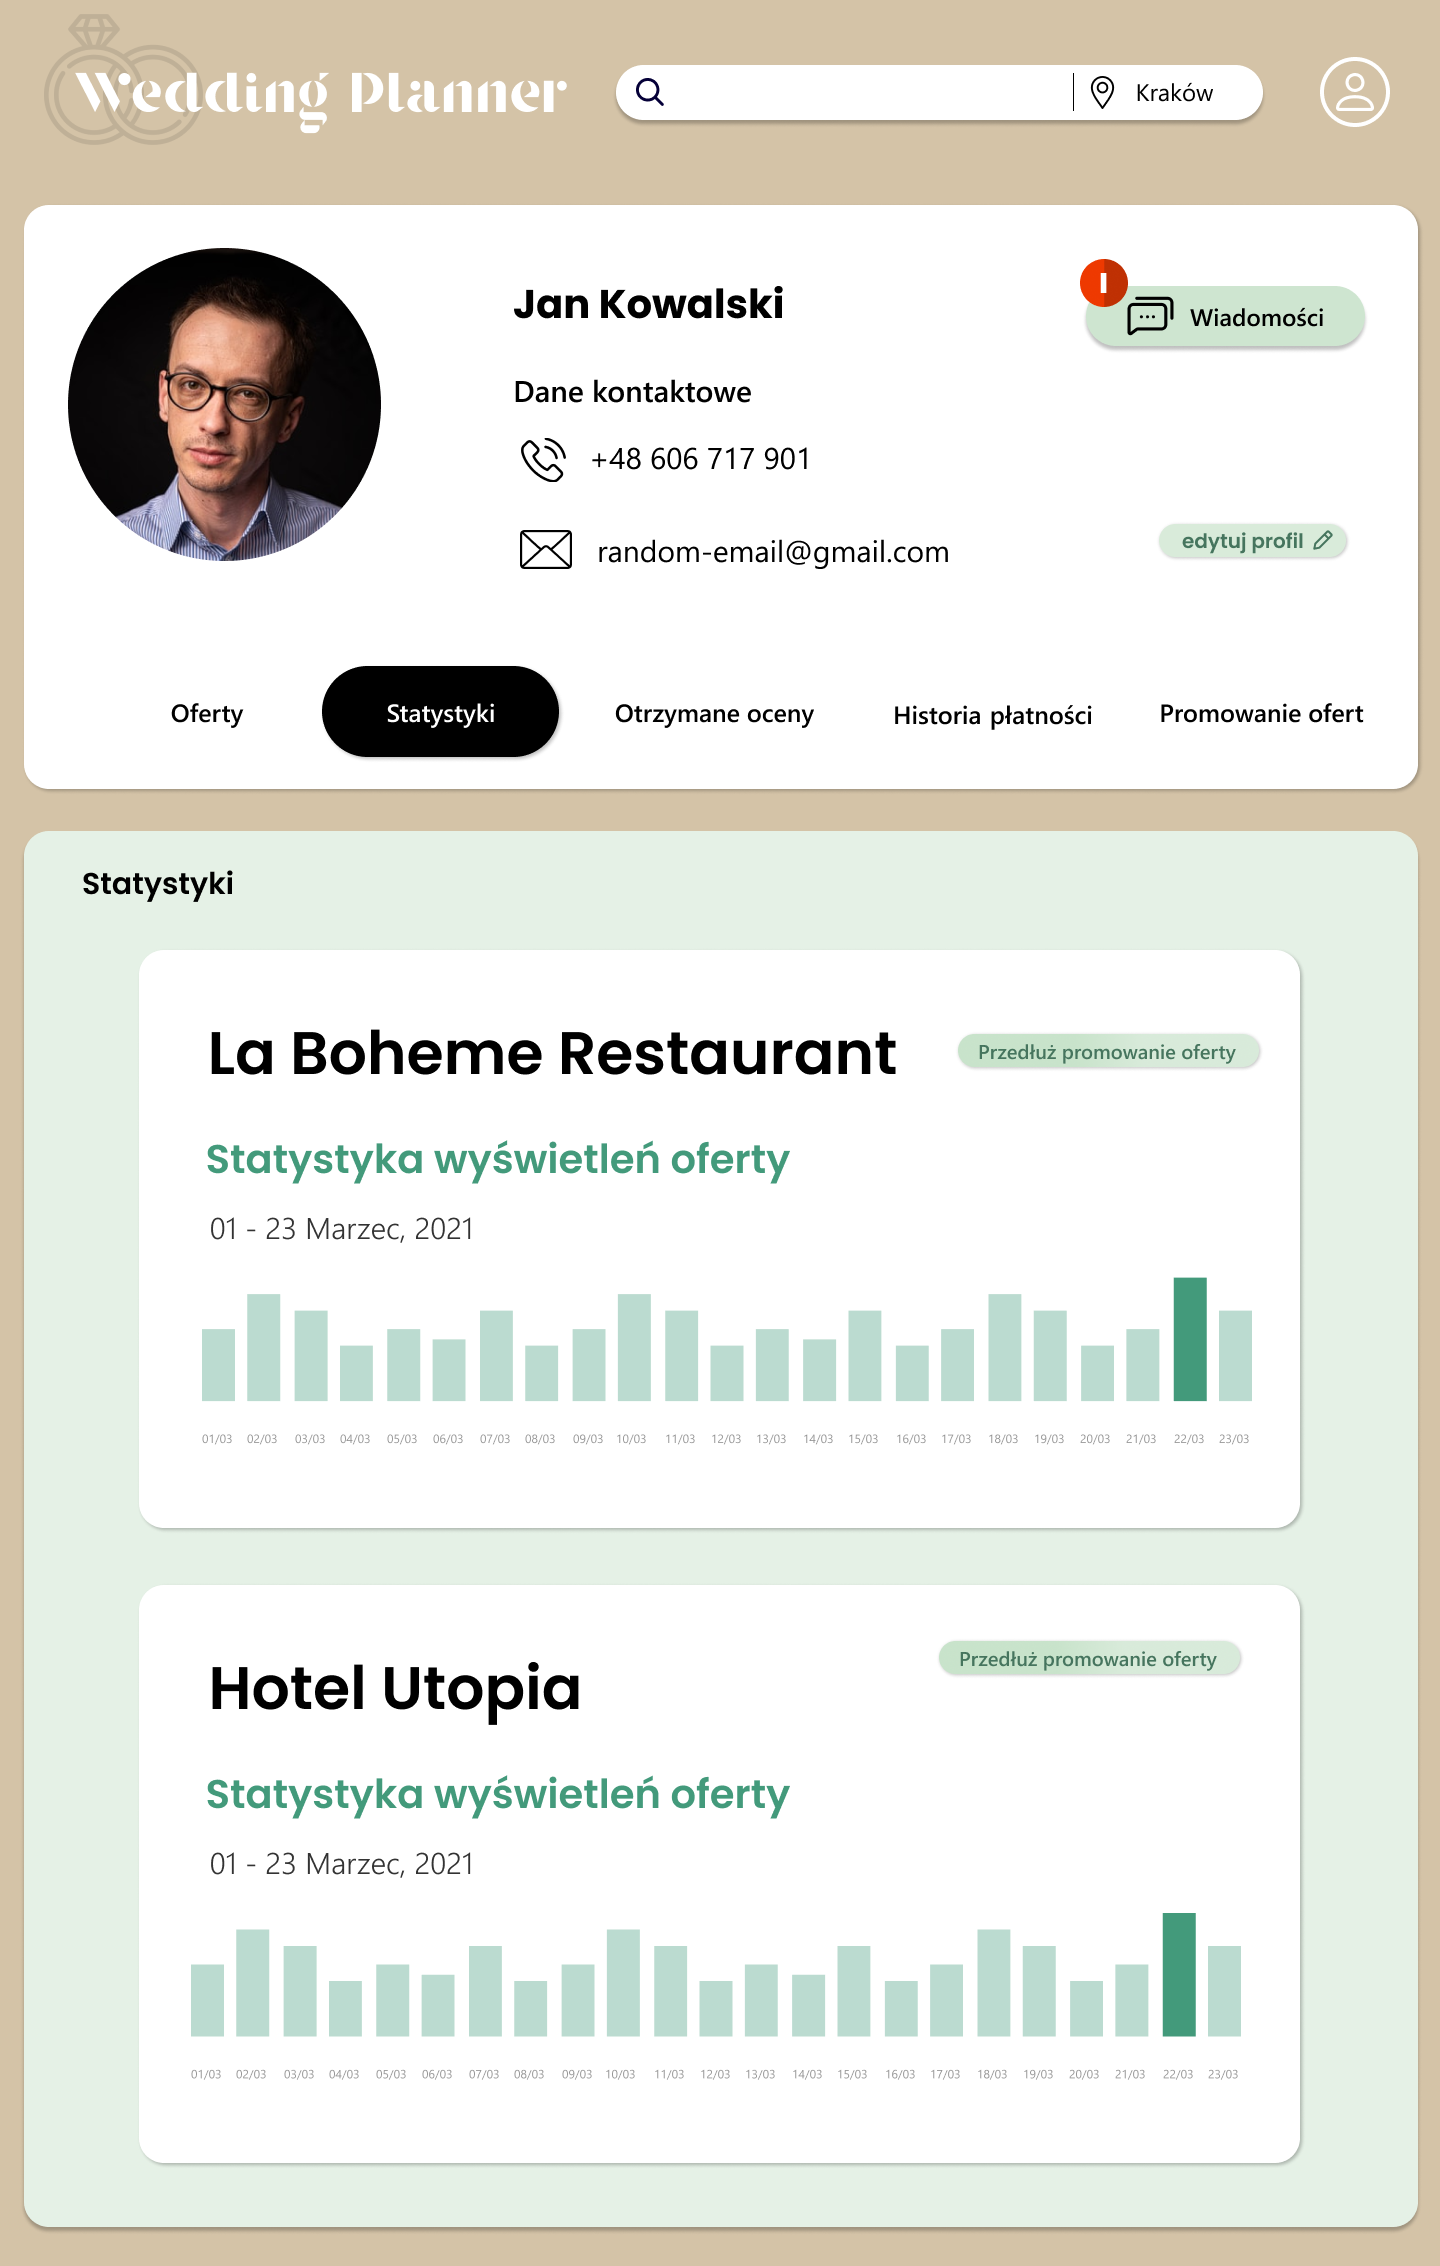 Wedding Planner
Kraków
Jan Kowalski
1
Wiadomości
Dane kontaktowe
+48 606 717 901
random-email@gmail.com
edytuj profil
Oferty
Statystyki
Otrzymane oceny
Historia płatności
Promowanie ofert
Statystyki
La Boheme Restaurant
Przedłuż promowanie oferty
Statystyka wyświetleń oferty
01 - 23 Marzec, 2021
01/03 02/03 03/03 04/03 05/03 06/03 07/03 08/03 09/03 10/03 11/03 12/03 13/03 14/03 15/03 16/03 17/03 18/03 19/03 20/03 21/03 22/03 23/03
Przedłuż promowanie oferty
Hotel Utopia
Statystyka wyświetleń oferty
01 - 23 Marzec, 2021
01/03 02/03 03/03 04/03 05/03 06/03 07/03 08/03 09/03 10/03 11/03 12/03 13/03 14/03 15/03 16/03 17/03 18/03 19/03 20/03 21/03 22/03 23/03